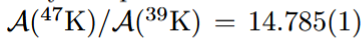 𝒜(⁴⁷K)/𝒜(³⁹K) = 14.785(1)